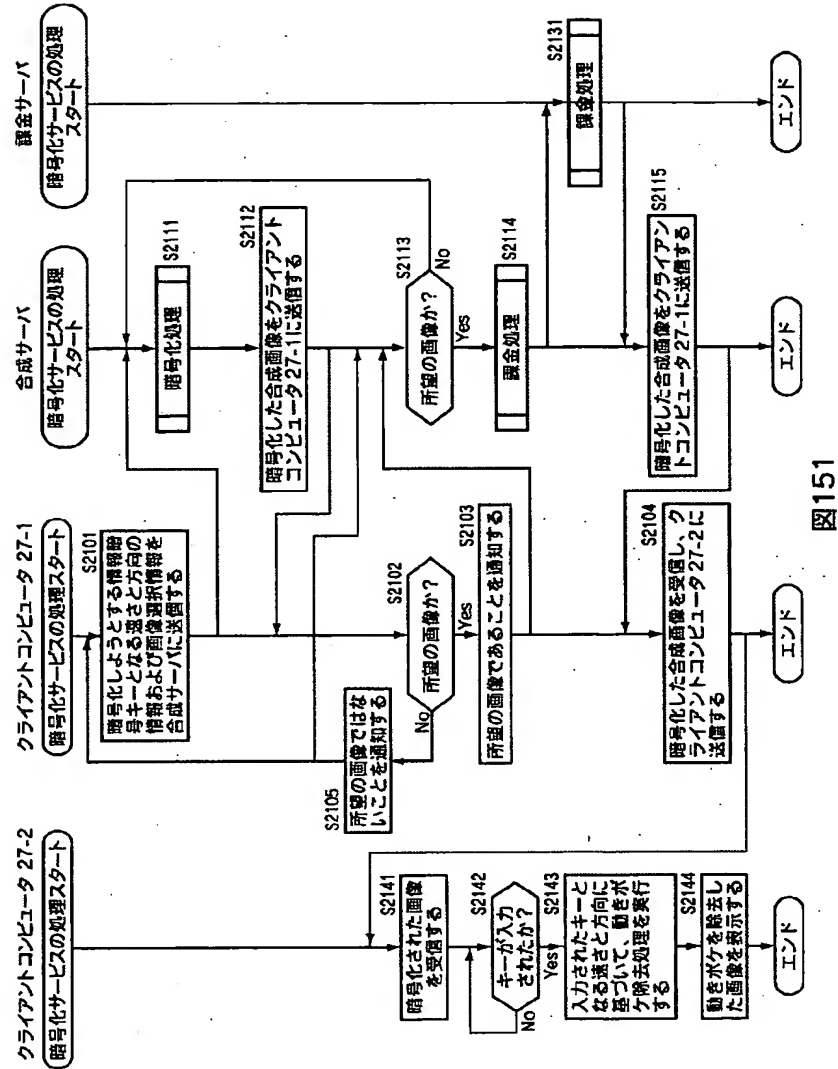 クライアントコンピュータ 27-2
暗号化サービスの処理スタート
S2141
暗号化された画像
を受信する
S2142
キーが入力
されたか?
No
Yes
S2143
入力されたキーと
なる速さと方向に
基づいて、動きボ
ケ除去処理を実行
する
S2144
動きボケを除去し
た画像を表示する
エンド
クライアントコンピュータ 27-1
暗号化サービスの処理スタート
S2101
暗号化しようとする情報暗
号キーとなる速さと方向の
情報および画像選択情報を
合成サーバに送信する
S2102
所望の画像か?
No
Yes
S2105
所望の画像ではな
いことを通知する
S2103
所望の画像であることを通知する
S2104
暗号化した合成画像を受信し、ク
ライアントコンピュータ27-2に
送信する
エンド
合成サーバ
暗号化サービスの処理
スタート
S2111
暗号化処理
S2112
暗号化した合成画像をクライアント
コンピュータ 27-1に送信する
S2113
所望の画像か?
No
Yes
S2114
課金処理
S2115
暗号化した合成画像をクライアン
トコンピュータ 27-1に送信する
エンド
課金サーバ
暗号化サービスの処理
スタート
S2131
課金処理
エンド
図151